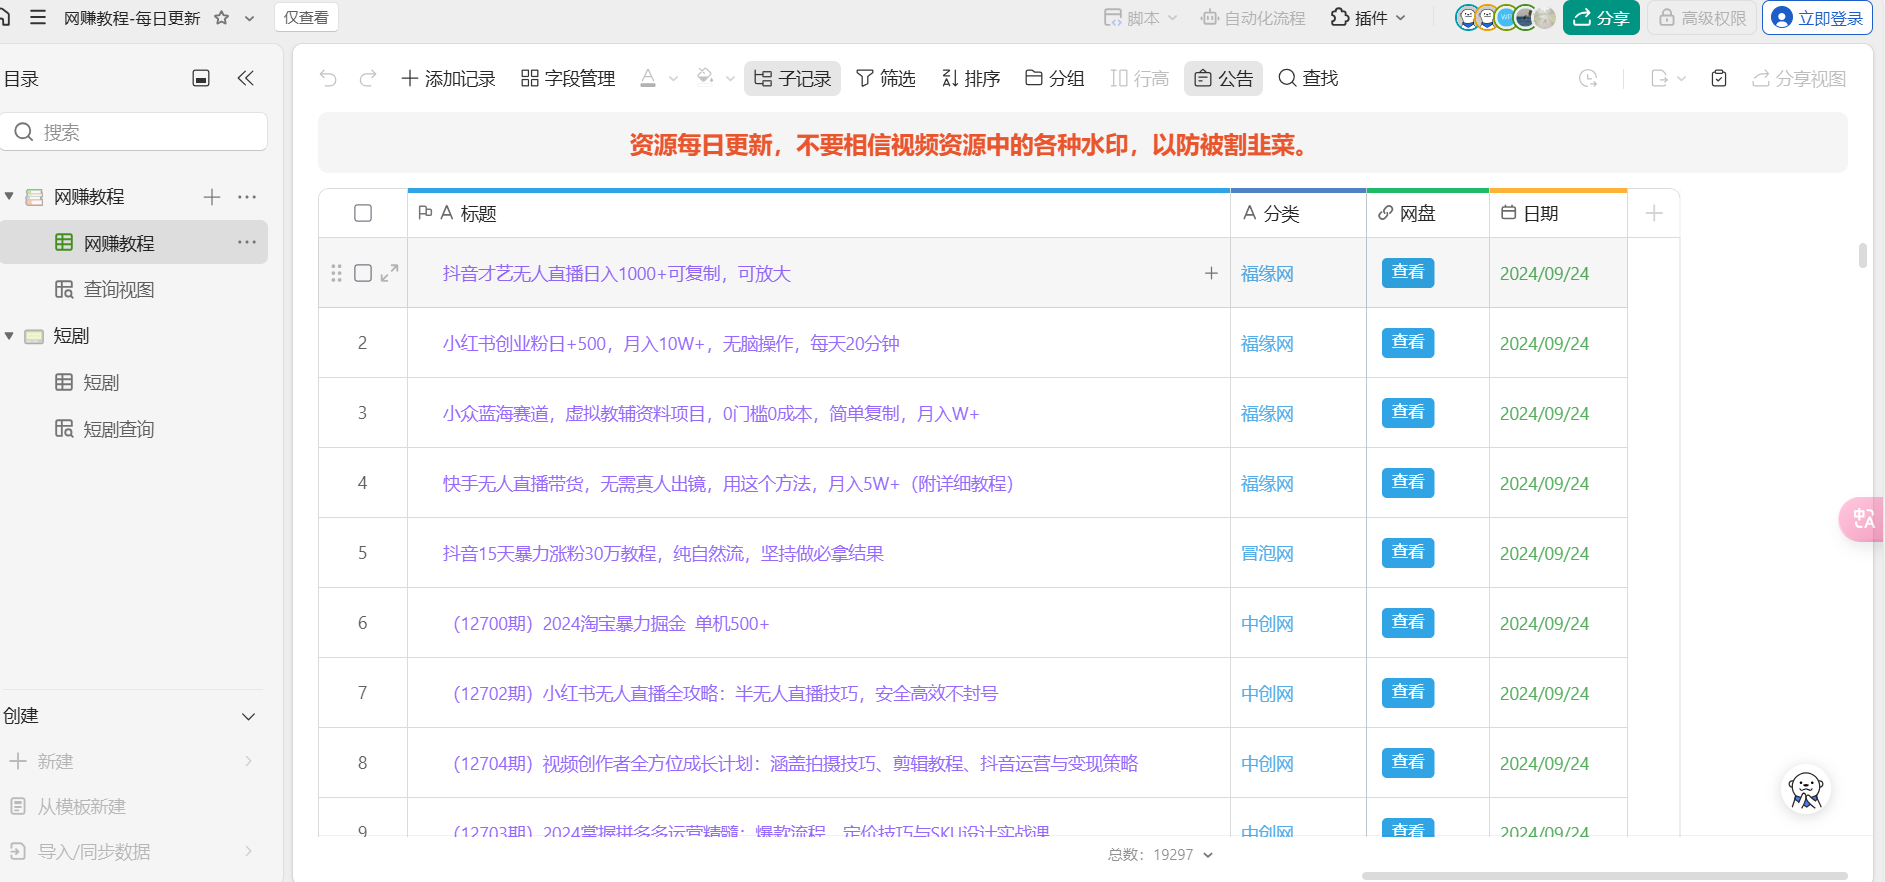 网赚教程-每日更新
仅查看
脚本
自动化流程
插件
分享
高级权限
立即登录
目录
添加记录
字段管理
子记录
筛选
排序
分组
行高
公告
查找
分享视图
搜索
资源每日更新，不要相信视频资源中的各种水印，以防被割韭菜。
网赚教程
网赚教程
查询视图
短剧
短剧
短剧查询
创建
新建
从模板新建
导入/同步数据
标题 分类 网盘 日期
抖音才艺无人直播日入1000+可复制，可放大 福缘网 查看 2024/09/24
2 小红书创业粉日+500，月入10W+，无脑操作，每天20分钟 福缘网 查看 2024/09/24
3 小众蓝海赛道，虚拟教辅资料项目，0门槛0成本，简单复制，月入W+ 福缘网 查看 2024/09/24
4 快手无人直播带货，无需真人出镜，用这个方法，月入5W+（附详细教程） 福缘网 查看 2024/09/24
5 抖音15天暴力涨粉30万教程，纯自然流，坚持做必拿结果 冒泡网 查看 2024/09/24
6 （12700期）2024淘宝暴力掘金 单机500+ 中创网 查看 2024/09/24
7 （12702期）小红书无人直播全攻略：半无人直播技巧，安全高效不封号 中创网 查看 2024/09/24
8 （12704期）视频创作者全方位成长计划：涵盖拍摄技巧、剪辑教程、抖音运营与变现策略 中创网 查看 2024/09/24
9 （12703期）2024掌握拼多多运营精髓：爆款流程、定价技巧与SKU设计实战课 中创网 查看 2024/09/24
总数：19297